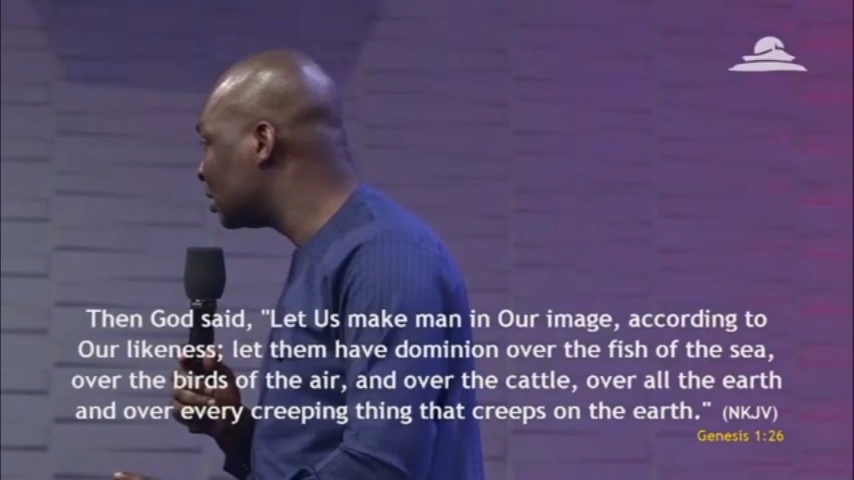 Then God said, "Let Us make man in Our image, according to
Our likeness; let them have dominion over the fish of the sea,
over the birds of the air, and over the cattle, over all the earth
and over every creeping thing that creeps on the earth." (NKJV)
Genesis 1:26